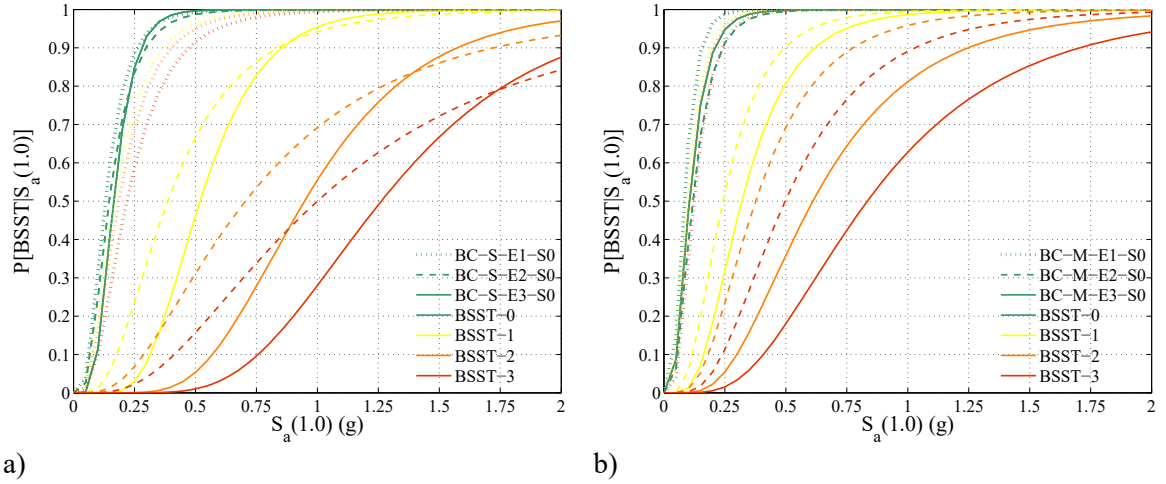 1
0.9
0.8
0.7
0.6
0.5
0.4
0.3
0.2
0.1
0
P[BSST|Sa(1.0)]
BC−S−E1−S0
BC−S−E2−S0
BC−S−E3−S0
BSST−0
BSST−1
BSST−2
BSST−3
0 0.25 0.5 0.75 1 1.25 1.5 1.75 2
Sa(1.0) (g)
a)
1
0.9
0.8
0.7
0.6
0.5
0.4
0.3
0.2
0.1
0
P[BSST|Sa(1.0)]
BC−M−E1−S0
BC−M−E2−S0
BC−M−E3−S0
BSST−0
BSST−1
BSST−2
BSST−3
0 0.25 0.5 0.75 1 1.25 1.5 1.75 2
Sa(1.0) (g)
b)